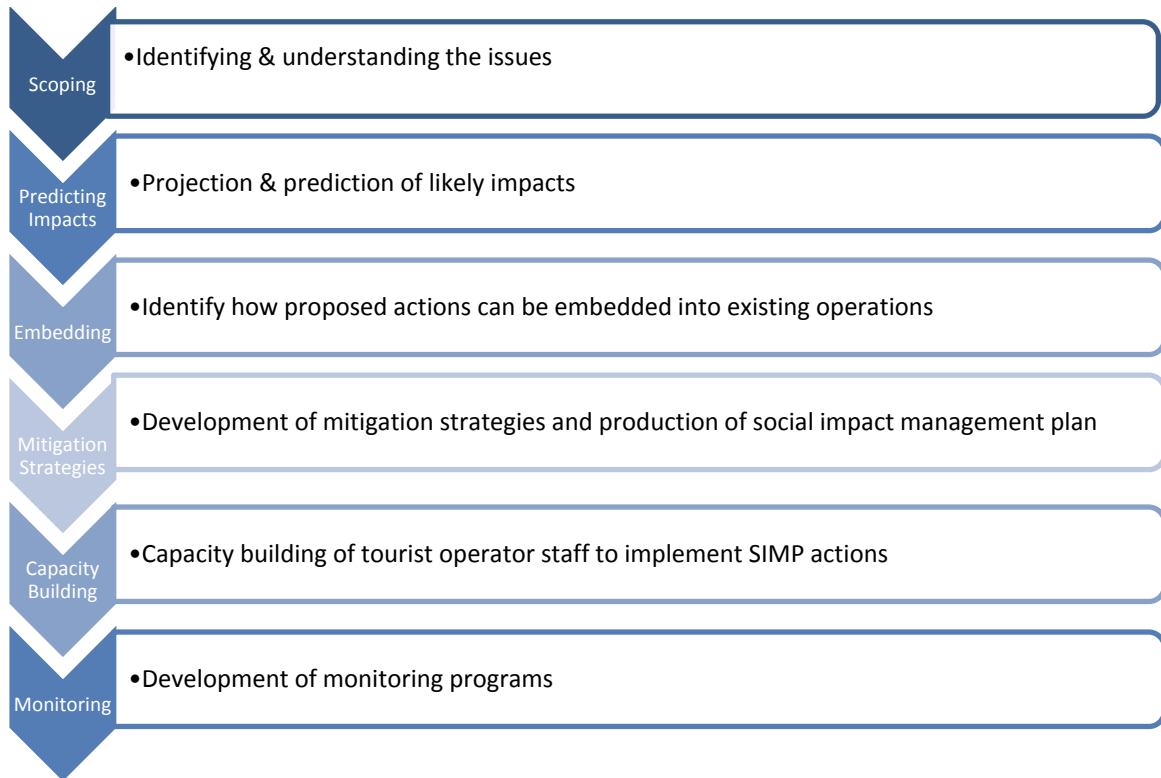 Scoping
•Identifying & understanding the issues
Predicting
Impacts
•Projection & prediction of likely impacts
Embedding
•Identify how proposed actions can be embedded into existing operations
Mitigation
Strategies
•Development of mitigation strategies and production of social impact management plan
Capacity
Building
•Capacity building of tourist operator staff to implement SIMP actions
Monitoring
•Development of monitoring programs